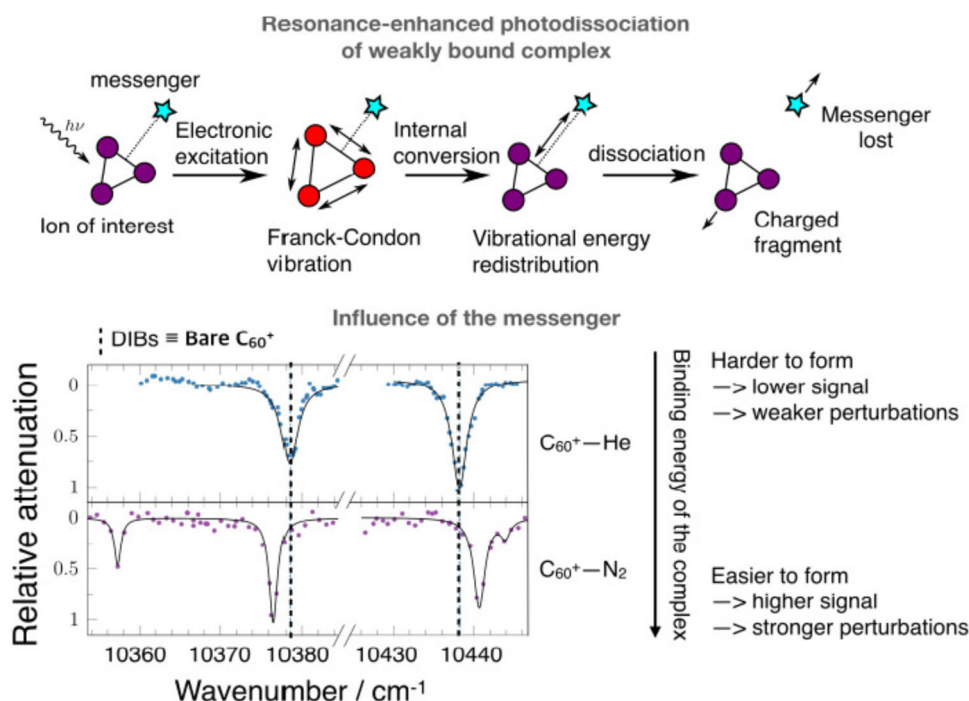 Resonance-enhanced photodissociation
of weakly bound complex
messenger
hν
Electronic
excitation
Internal
conversion
dissociation
Messenger
lost
Ion of interest
Franck-Condon
vibration
Vibrational energy
redistribution
Charged
fragment
Influence of the messenger
DIBs ≡ Bare C₆₀⁺
Relative attenuation
0
0.5
1
C₆₀⁺—He
0
0.5
1
C₆₀⁺—N₂
10360 10370 10380 10430 10440
Wavenumber / cm⁻¹
Binding energy of the complex
Harder to form
—> lower signal
—> weaker perturbations
Easier to form
—> higher signal
—> stronger perturbations